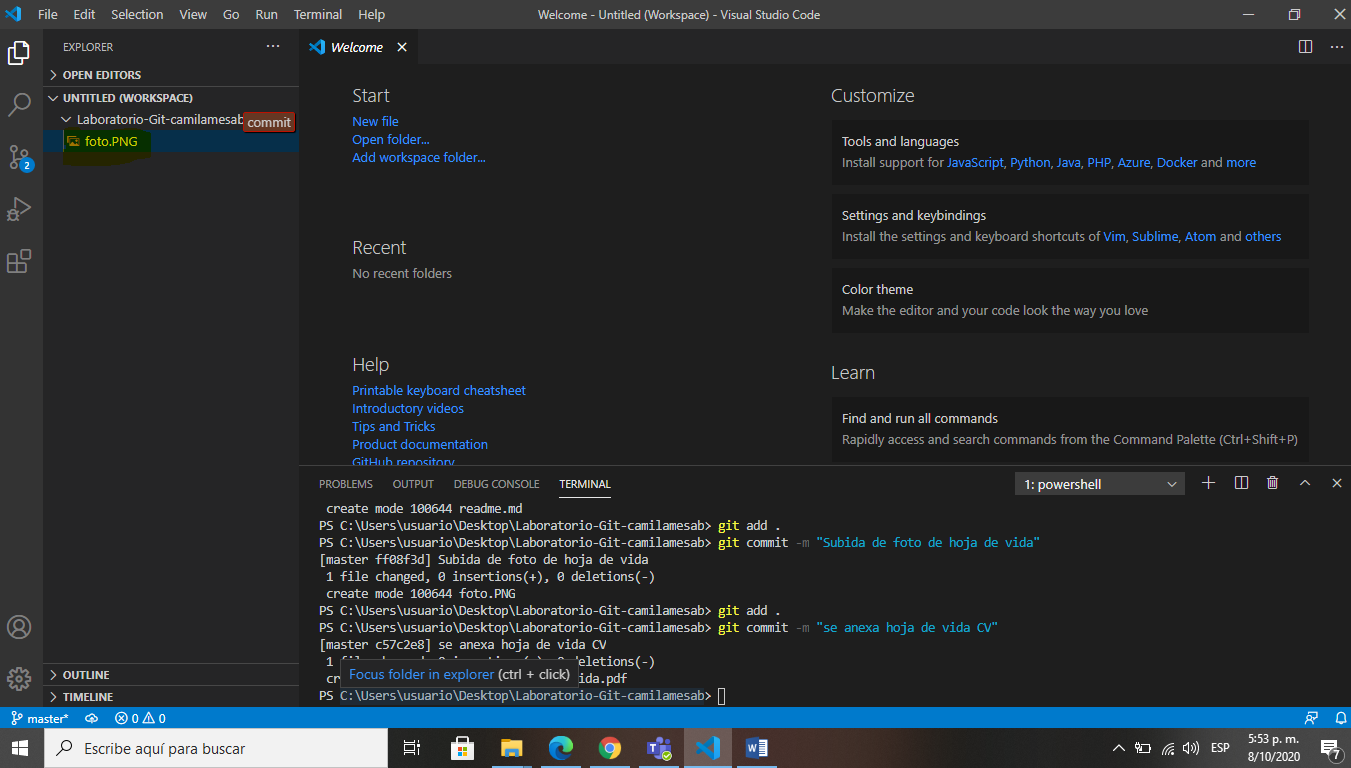 File Edit Selection View Go Run Terminal Help
Welcome - Untitled (Workspace) - Visual Studio Code
EXPLORER
OPEN EDITORS
UNTITLED (WORKSPACE)
Laboratorio-Git-camilamesab
commit
foto.PNG
2
OUTLINE
TIMELINE
Welcome
Start
New file
Open folder...
Add workspace folder...
Recent
No recent folders
Help
Printable keyboard cheatsheet
Introductory videos
Tips and Tricks
Product documentation
GitHub repository
Customize
Tools and languages
Install support for JavaScript, Python, Java, PHP, Azure, Docker and more
Settings and keybindings
Install the settings and keyboard shortcuts of Vim, Sublime, Atom and others
Color theme
Make the editor and your code look the way you love
Learn
Find and run all commands
Rapidly access and search commands from the Command Palette (Ctrl+Shift+P)
PROBLEMS OUTPUT DEBUG CONSOLE TERMINAL
1: powershell
create mode 100644 readme.md
PS C:\Users\usuario\Desktop\Laboratorio-Git-camilamesab> git add .
PS C:\Users\usuario\Desktop\Laboratorio-Git-camilamesab> git commit -m "Subida de foto de hoja de vida"
[master ff08f3d] Subida de foto de hoja de vida
1 file changed, 0 insertions(+), 0 deletions(-)
create mode 100644 foto.PNG
PS C:\Users\usuario\Desktop\Laboratorio-Git-camilamesab> git add .
PS C:\Users\usuario\Desktop\Laboratorio-Git-camilamesab> git commit -m "se anexa hoja de vida CV"
[master c57c2e8] se anexa hoja de vida CV
1 deletions(-)
Focus folder in explorer (ctrl + click)
ida.pdf
PS C:\Users\usuario\Desktop\Laboratorio-Git-camilamesab>
master* 0 0
Escribe aquí para buscar
ESP
5:53 p. m.
8/10/2020
7